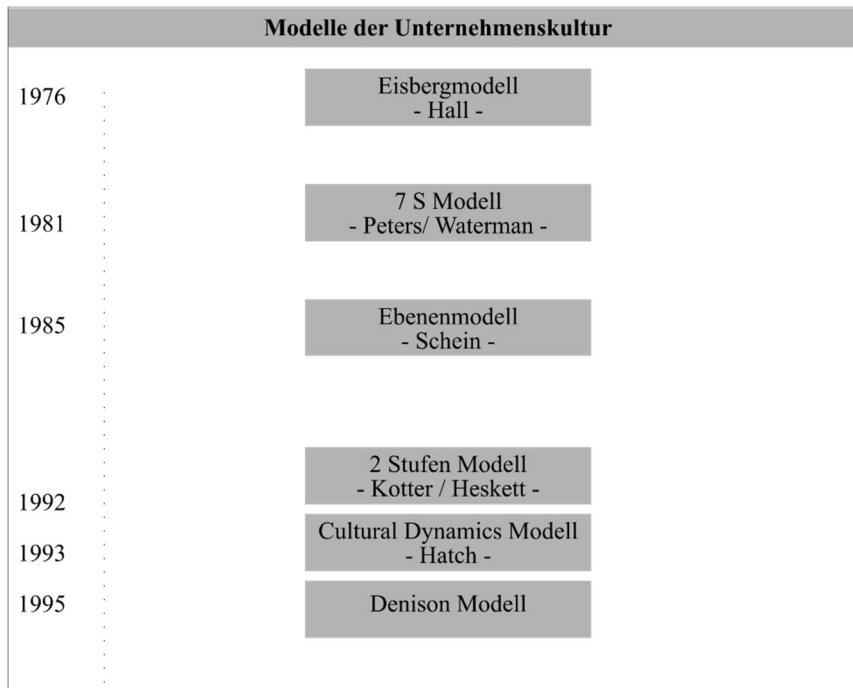 Modelle der Unternehmenskultur
1976
Eisbergmodell
- Hall -
7 S Modell
1981
- Peters/ Waterman -
1985
Ebenenmodell
- Schein -
2 Stufen Modell
- Kotter / Heskett -
1992
Cultural Dynamics Modell
1993
- Hatch -
1995
Denison Modell